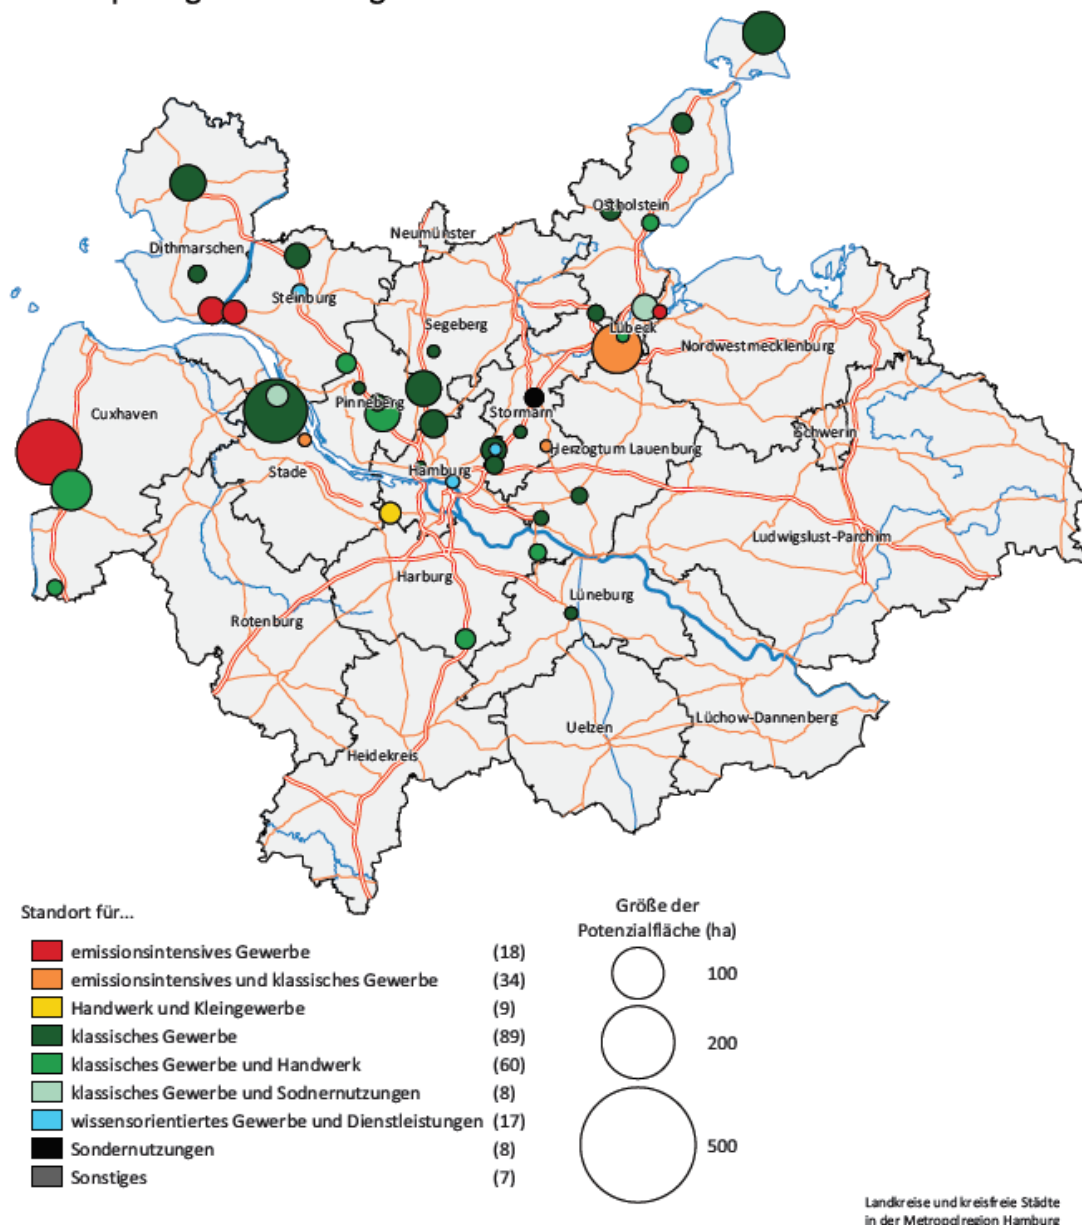 Dithmarschen
Neumünster
Ostholstein
Steinburg
Segeberg
Lübeck
Nordwestmecklenburg
Cuxhaven
Pinneberg
Stormarn
Schwerin
Stade
Hamburg
Herzogtum Lauenburg
Ludwigslust-Parchim
Harburg
Lüneburg
Rotenburg
Uelzen
Lüchow-Dannenberg
Heidekreis
Standort für...
emissionsintensives Gewerbe (18)
emissionsintensives und klassisches Gewerbe (34)
Handwerk und Kleingewerbe (9)
klassisches Gewerbe (89)
klassisches Gewerbe und Handwerk (60)
klassisches Gewerbe und Sodnernutzungen (8)
wissensorientiertes Gewerbe und Dienstleistungen (17)
Sondernutzungen (8)
Sonstiges (7)
Größe der
Potenzialfläche (ha)
100
200
500
Landkreise und kreisfreie Städte
in der Metropolregion Hamburg